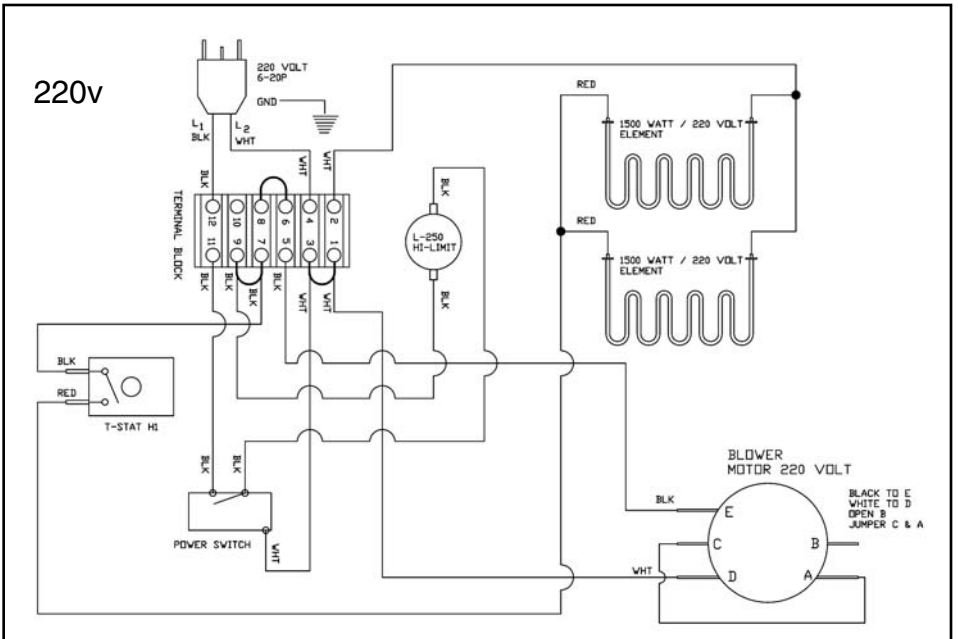 220v
220 VOLT
6-20P
GND
L1
BLK
L2
WHT
BLK
WHT
WHT
TERMINAL BLOCK
12
10
8
6
4
2
11
9
7
5
3
1
BLK
BLK
BLK
BLK
WHT
WHT
BLK
L-250
HI-LIMIT
BLK
RED
1500 WATT / 220 VOLT
ELEMENT
RED
1500 WATT / 220 VOLT
ELEMENT
BLK
RED
T-STAT H1
BLK
BLK
POWER SWITCH
WHT
BLOWER
MOTOR 220 VOLT
BLACK TO E
WHITE TO D
OPEN B
JUMPER C & A
BLK
E
C
B
WHT
D
A